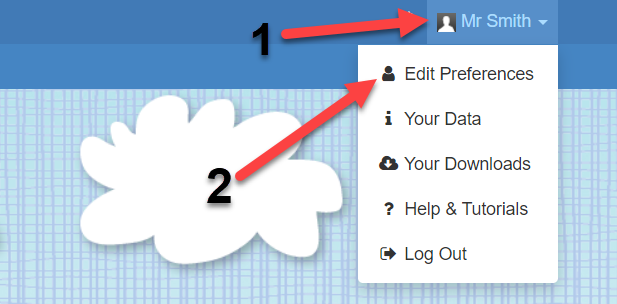 1
Mr Smith
Edit Preferences
Your Data
2
Your Downloads
? Help & Tutorials
Log Out